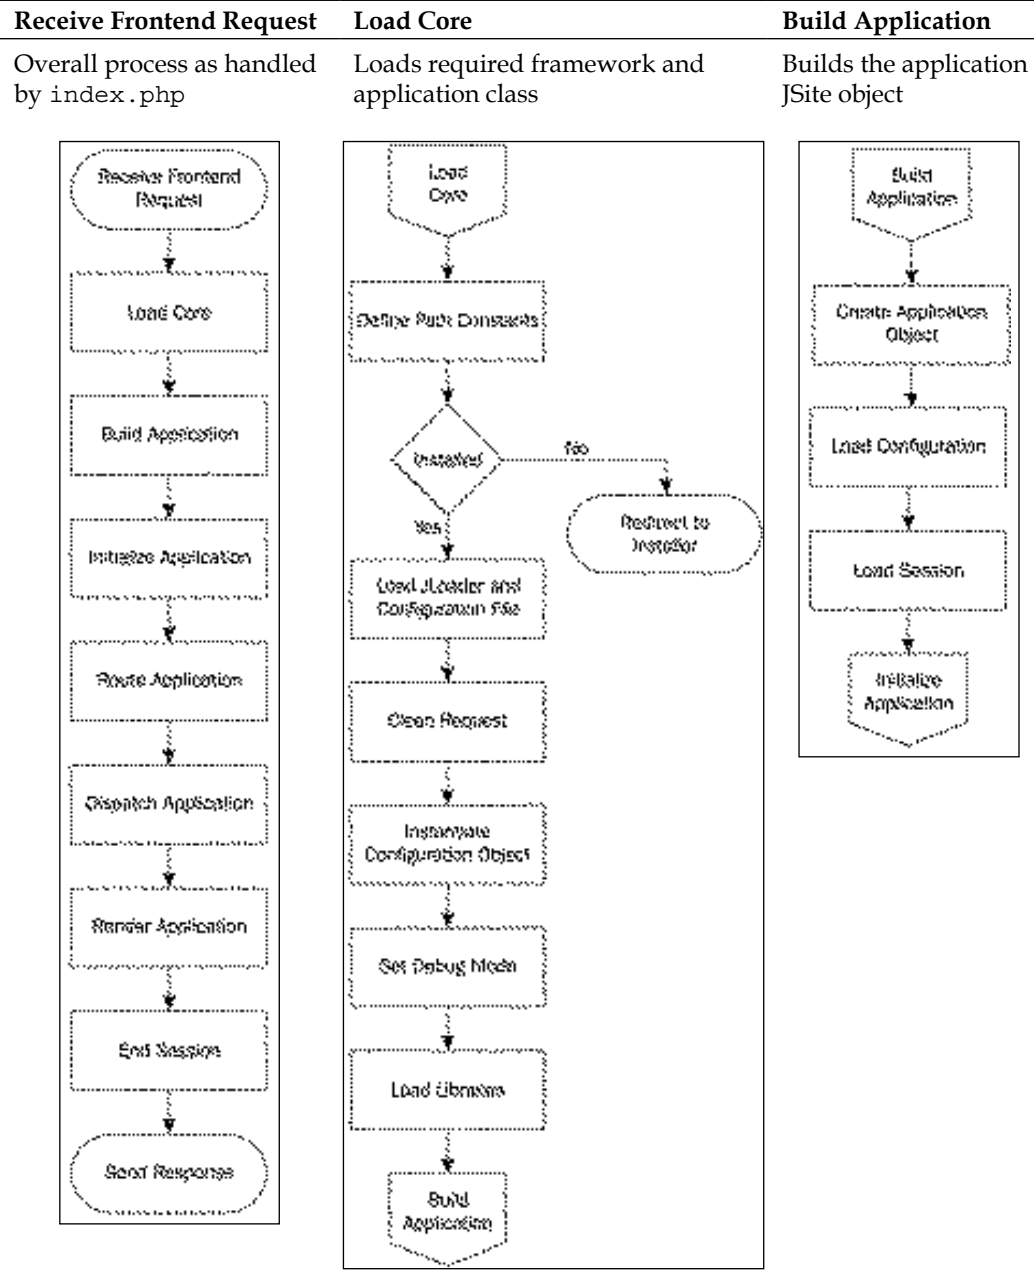 Receive Frontend Request
Load Core
Build Application
Overall process as handled
by index.php
Loads required framework and
application class
Builds the application
JSite object
Receive Frontend
Request
Load Core
Build Application
Initialize Application
Route Application
Dispatch Application
Render Application
End Session
Send Response
Load
Core
Define Path Constants
Installed
No
Redirect to
Installer
Yes
Load JLoader and
Configuration File
Clean Request
Instantiate
Configuration Object
Set Debug Mode
Load Libraries
Build
Application
Build
Application
Create Application
Object
Load Configuration
Load Session
Initialize
Application